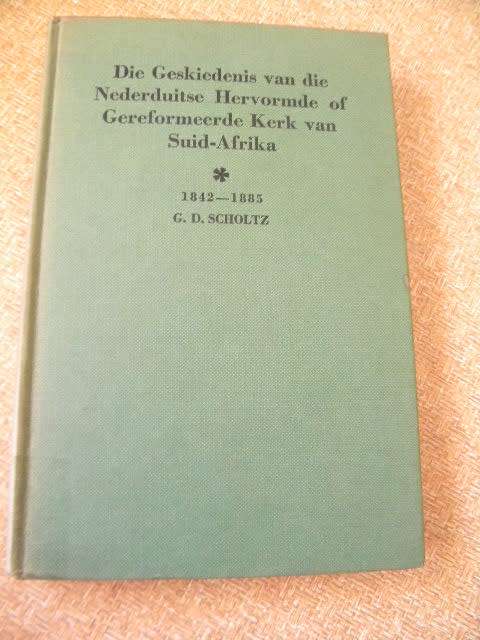 Die Geskiedenis van die
Nederduitse Hervormde of
Gereformeerde Kerk van
Suid-Afrika
1842—1885
G. D. SCHOLTZ